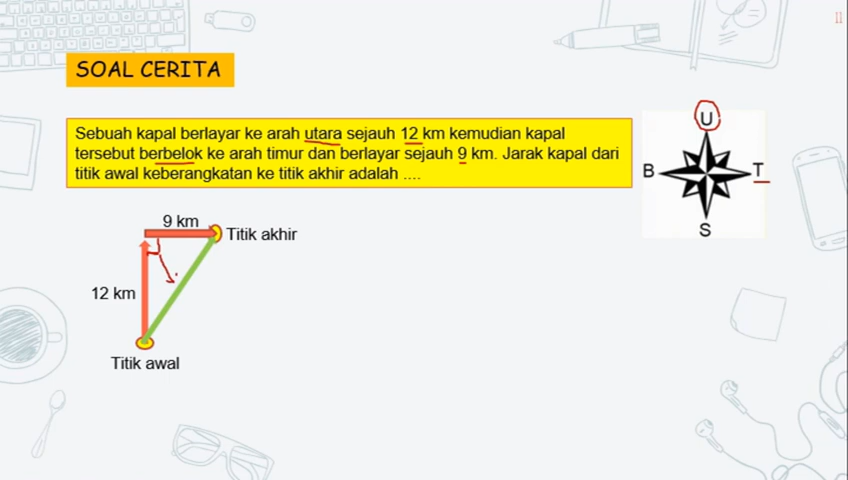 SOAL CERITA
Sebuah kapal berlayar ke arah utara sejauh 12 km kemudian kapal
tersebut berbelok ke arah timur dan berlayar sejauh 9 km. Jarak kapal dari
titik awal keberangkatan ke titik akhir adalah ....
U
B
T
S
9 km
Titik akhir
12 km
Titik awal